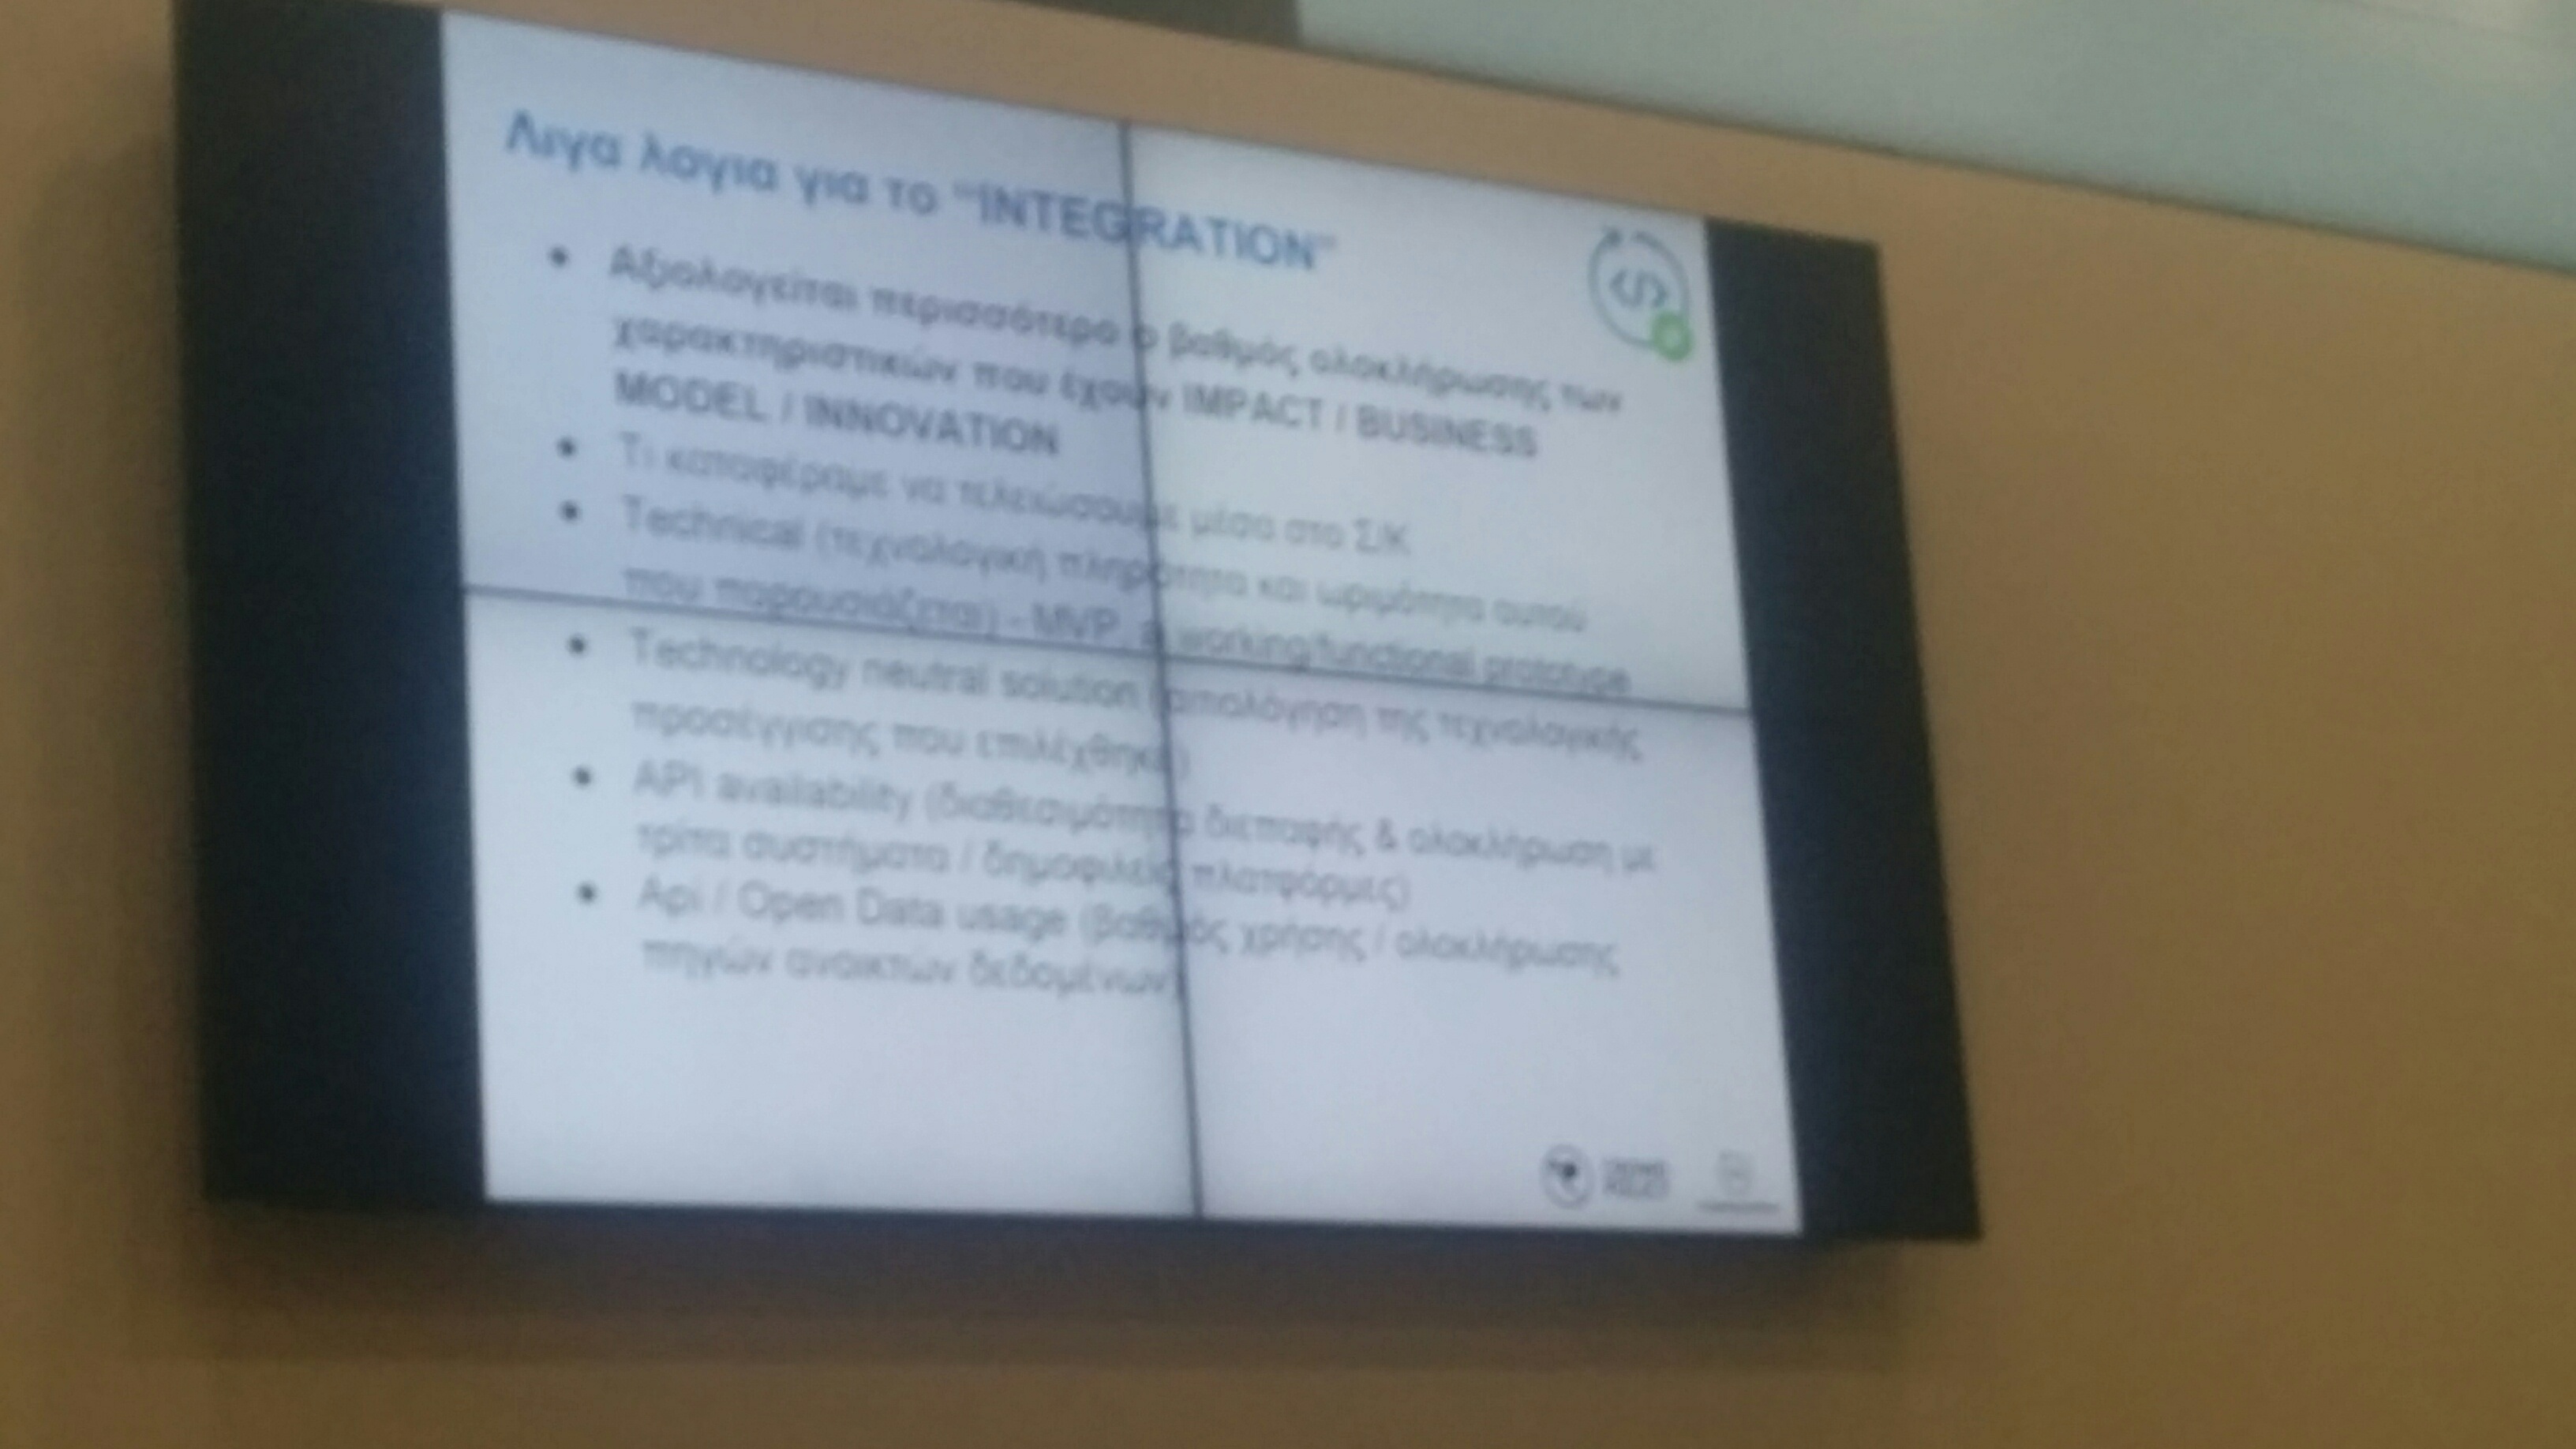 Λιγα λογια για το "INTEGRATION"
• Αξιολογείται περισσότερο ο βαθμός ολοκλήρωσης των
χαρακτηριστικών που έχουν IMPACT / BUSINESS
MODEL / INNOVATION
• Τι καταφέραμε να τελειώσουμε μέσα στο Σ/Κ
• Technical (τεχνολογική πληρότητα και ωριμότητα αυτού
που παρουσιάζεται) - MVP, a working/functional prototype
• Technology neutral solution (αιτιολόγηση της τεχνολογικής
προσέγγισης που επιλέχθηκε)
• API availability (διαθεσιμότητα διεπαφής & ολοκλήρωση με
τρίτα συστήματα / δημοφιλείς πλατφόρμες)
• Api / Open Data usage (βαθμός χρήσης / ολοκλήρωσης
πηγών ανοικτών δεδομένων)